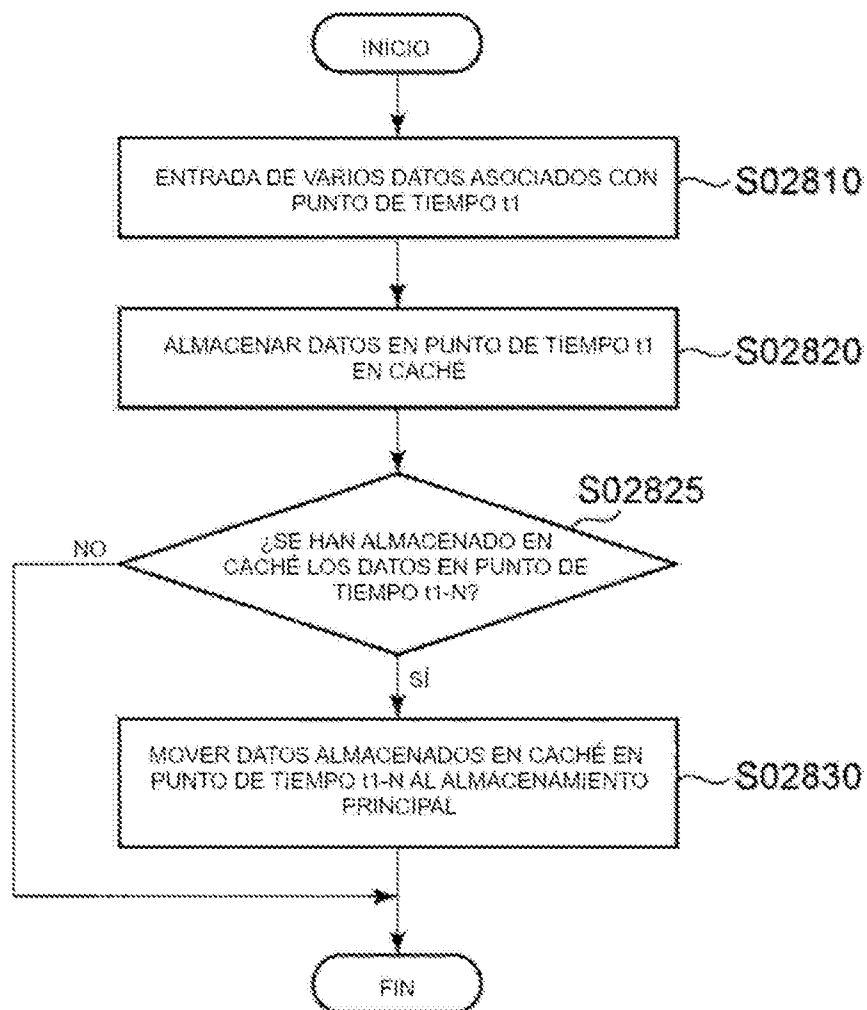 INICIO
ENTRADA DE VARIOS DATOS ASOCIADOS CON
PUNTO DE TIEMPO t1
S02810
ALMACENAR DATOS EN PUNTO DE TIEMPO t1
EN CACHÉ
S02820
S02825
NO
¿SE HAN ALMACENADO EN
CACHÉ LOS DATOS EN PUNTO DE
TIEMPO t1-N?
SÍ
MOVER DATOS ALMACENADOS EN CACHÉ EN
PUNTO DE TIEMPO t1-N AL ALMACENAMIENTO
PRINCIPAL
S02830
FIN